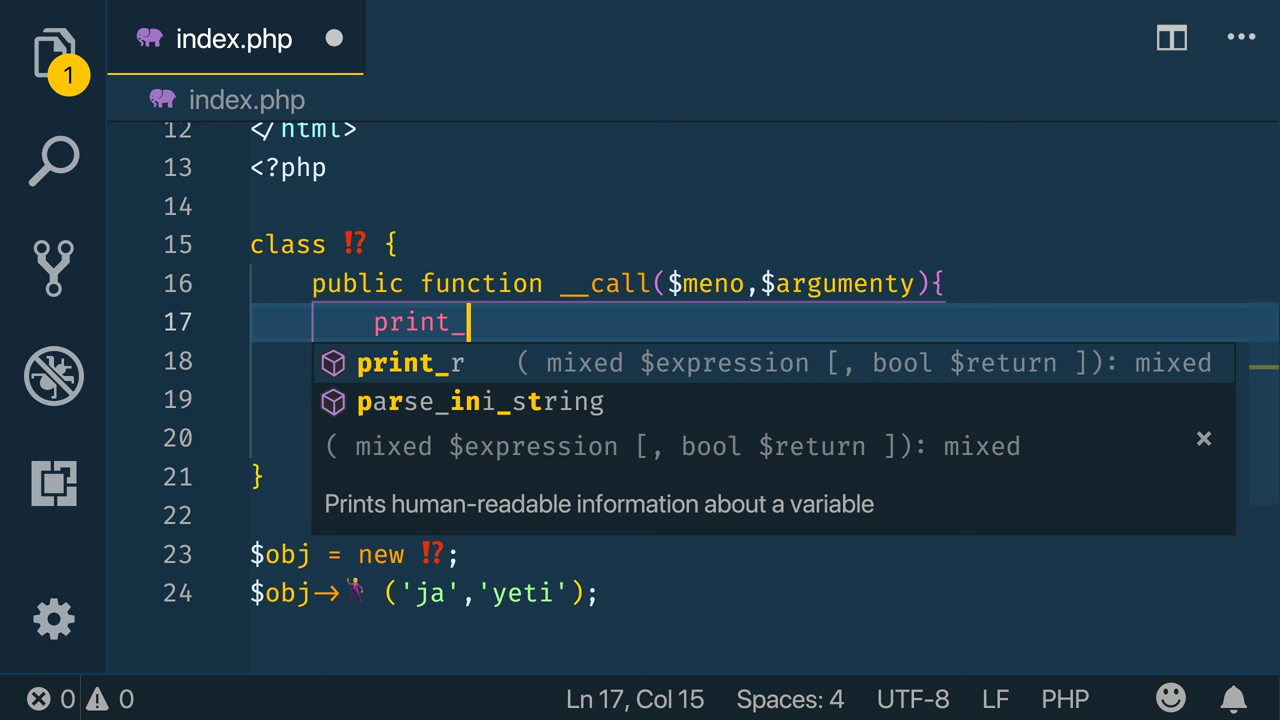 index.php
1
index.php
12 </html>
13 <?php
14
15 class ⁉️ {
16 public function __call($meno,$argumenty){
17 print_
18 print_r ( mixed $expression [, bool $return ]): mixed
19 parse_ini_string
20 ( mixed $expression [, bool $return ]): mixed
21 }
Prints human-readable information about a variable
22
23 $obj = new ⁉️;
24 $obj->🕺 ('ja','yeti');
0 0 Ln 17, Col 15 Spaces: 4 UTF-8 LF PHP